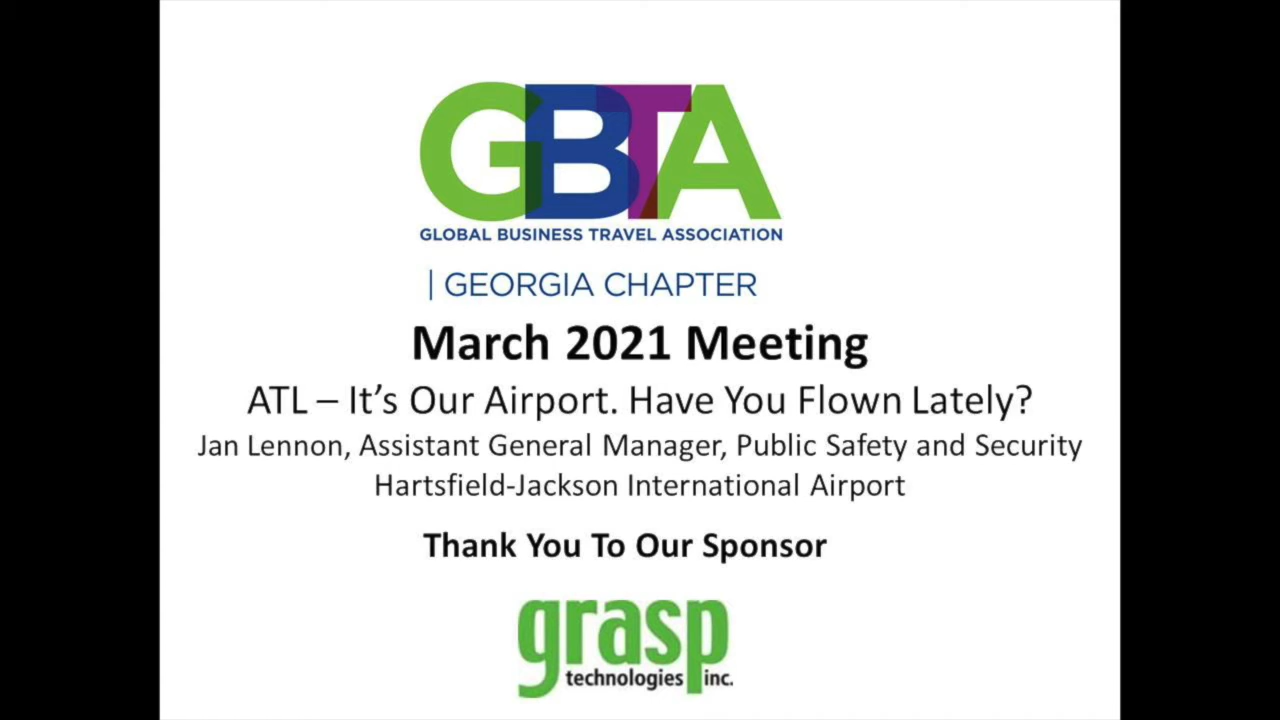 GBTA
GLOBAL BUSINESS TRAVEL ASSOCIATION
| GEORGIA CHAPTER
March 2021 Meeting
ATL – It’s Our Airport. Have You Flown Lately?
Jan Lennon, Assistant General Manager, Public Safety and Security
Hartsfield-Jackson International Airport
Thank You To Our Sponsor
grasp
technologies inc.